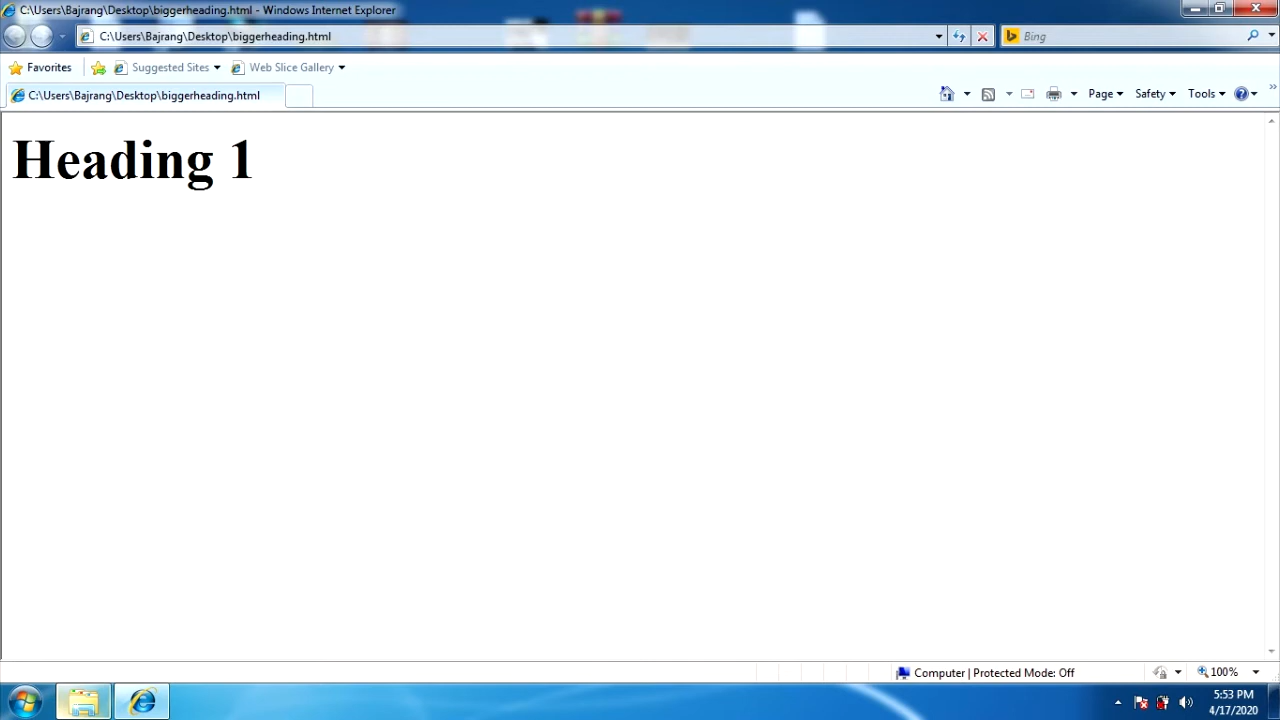 C:\Users\Bajrang\Desktop\biggerheading.html - Windows Internet Explorer
C:\Users\Bajrang\Desktop\biggerheading.html
Bing
Favorites
Suggested Sites
Web Slice Gallery
C:\Users\Bajrang\Desktop\biggerheading.html
Page
Safety
Tools
Heading 1
Computer | Protected Mode: Off
100%
5:53 PM
4/17/2020